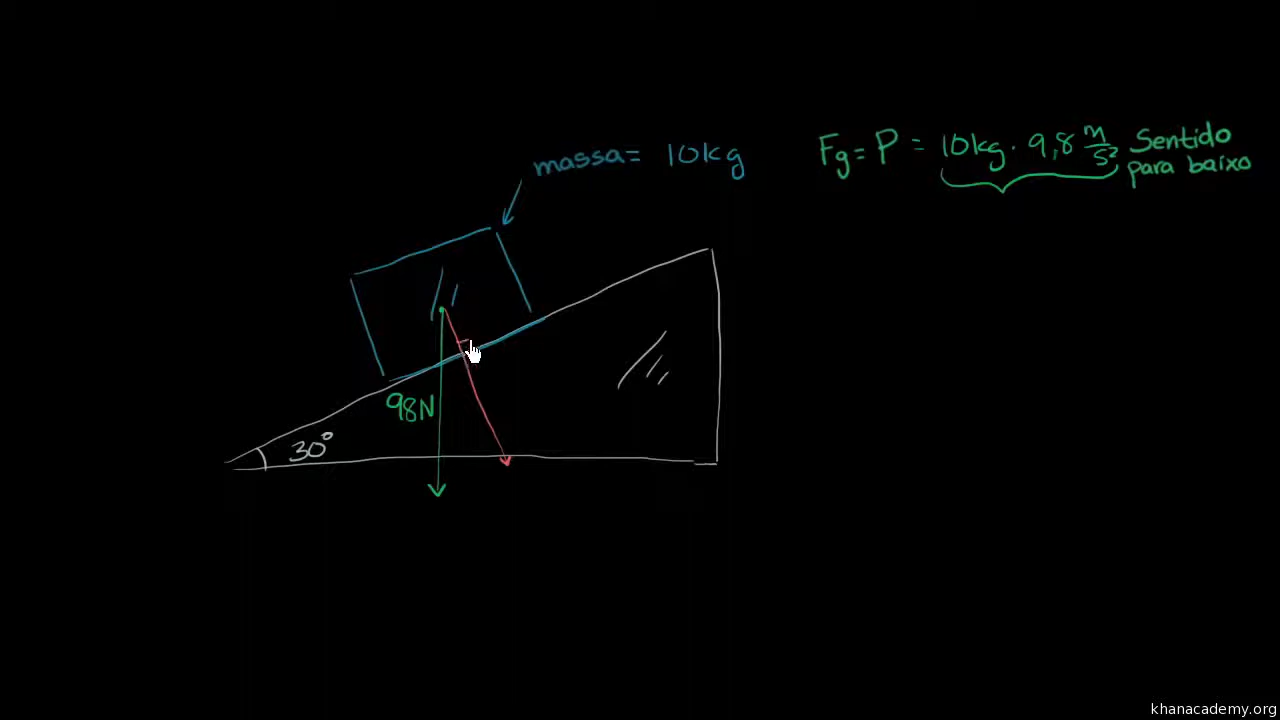 massa = 10kg
Fg = P = 10kg · 9,8 m/s² Sentido
para baixo
98N
30°
khanacademy.org